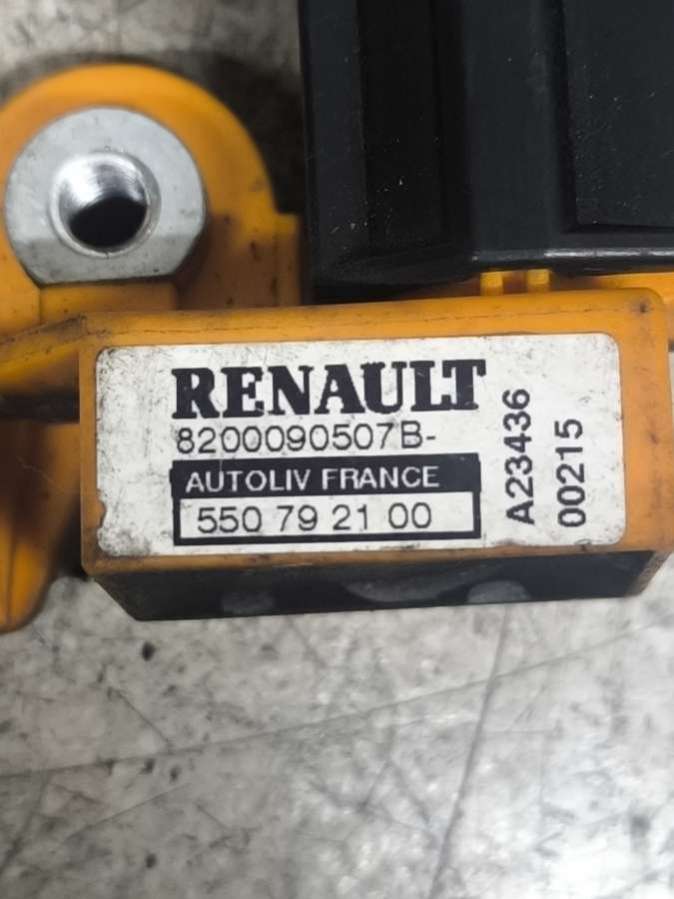 RENAULT
8200090507B-
AUTOLIV FRANCE
550 79 21 00
A23436
00215